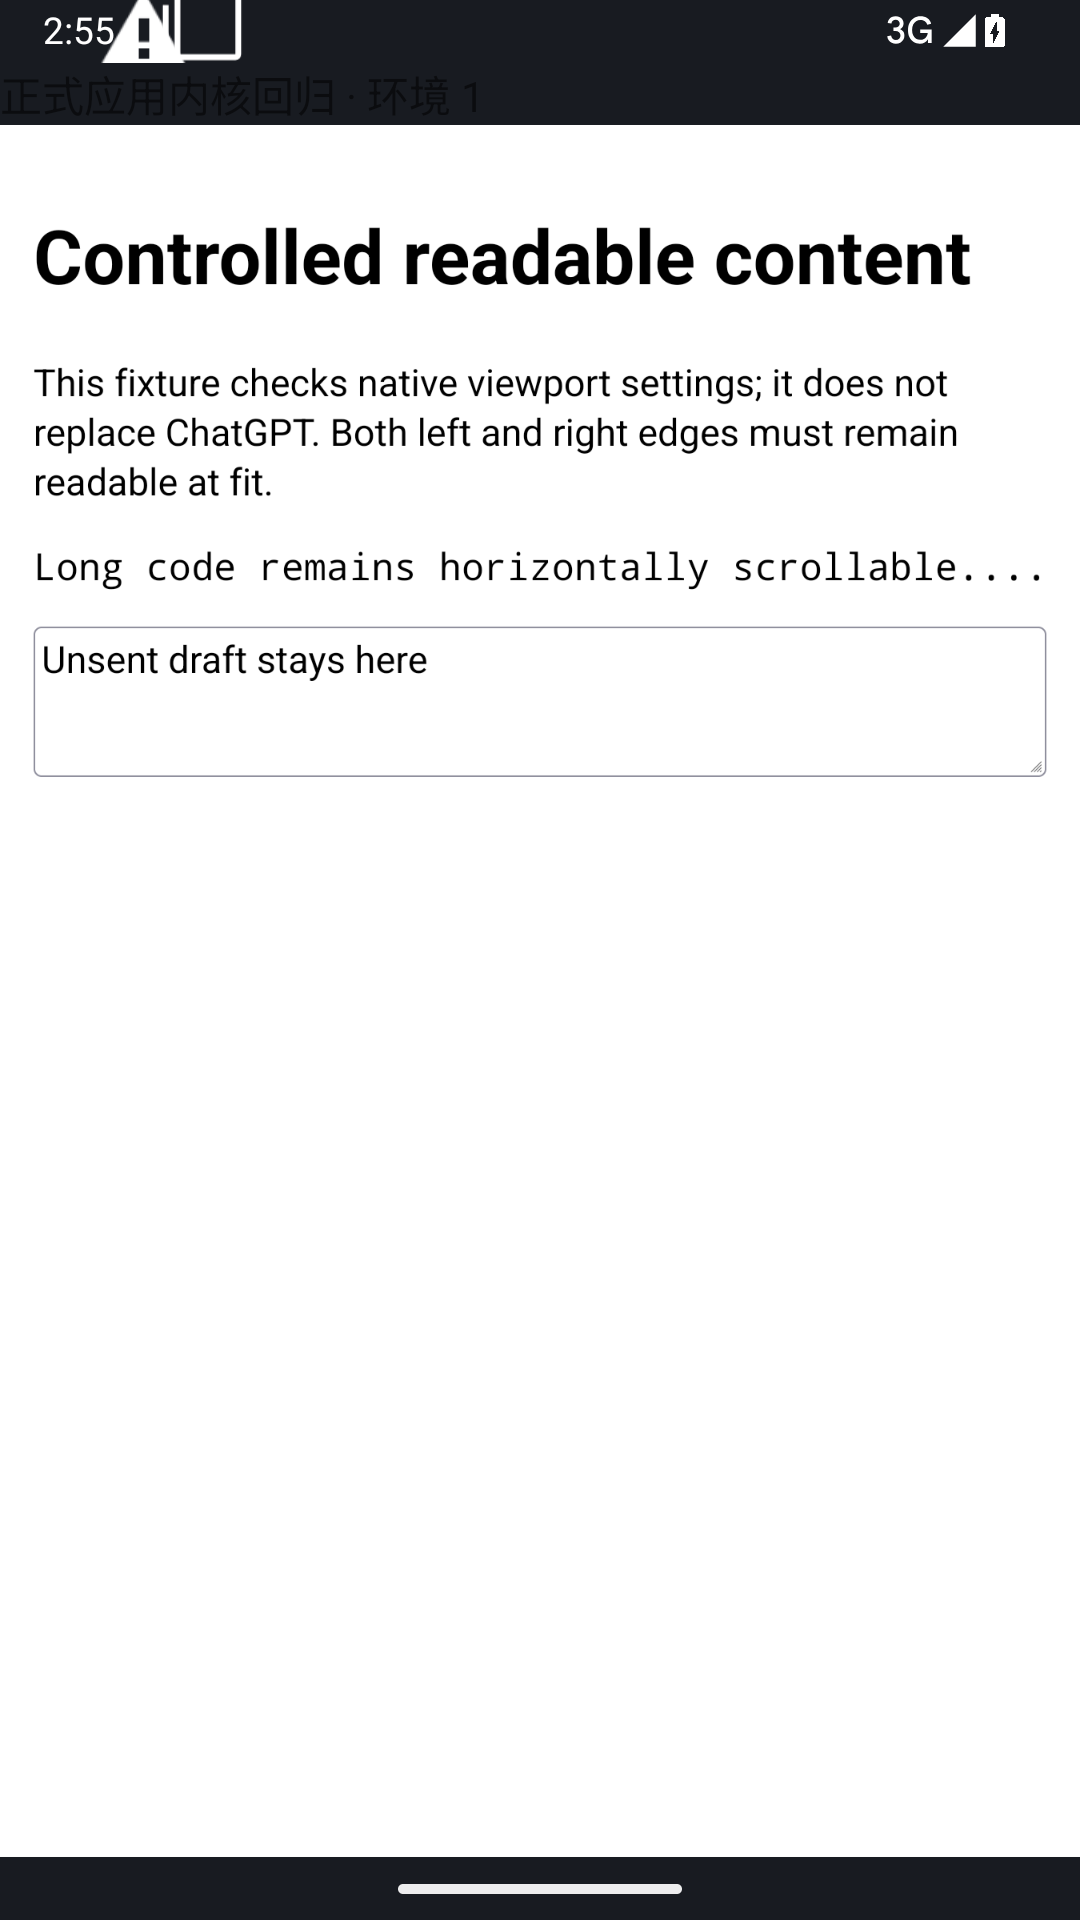 2:55
3G
正式应用内核回归 · 环境 1
Controlled readable content
This fixture checks native viewport settings; it does not
replace ChatGPT. Both left and right edges must remain
readable at fit.
Long code remains horizontally scrollable....
Unsent draft stays here